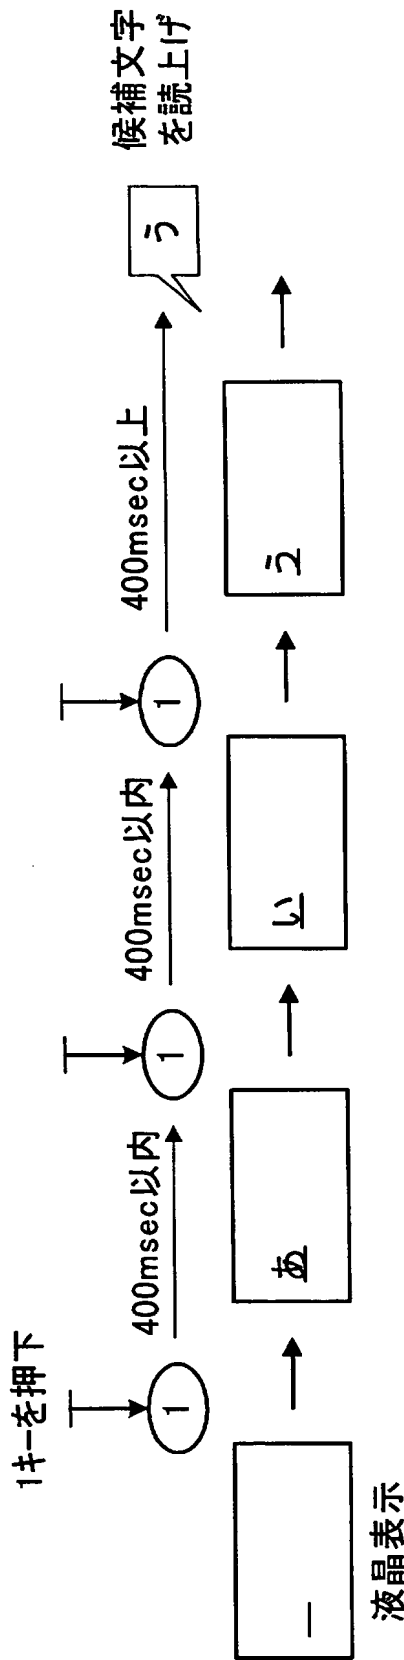 1キーを押下
1
400msec以内
1
400msec以内
1
400msec以上
う
候補文字
を読上げ
あ
い
う
液晶表示